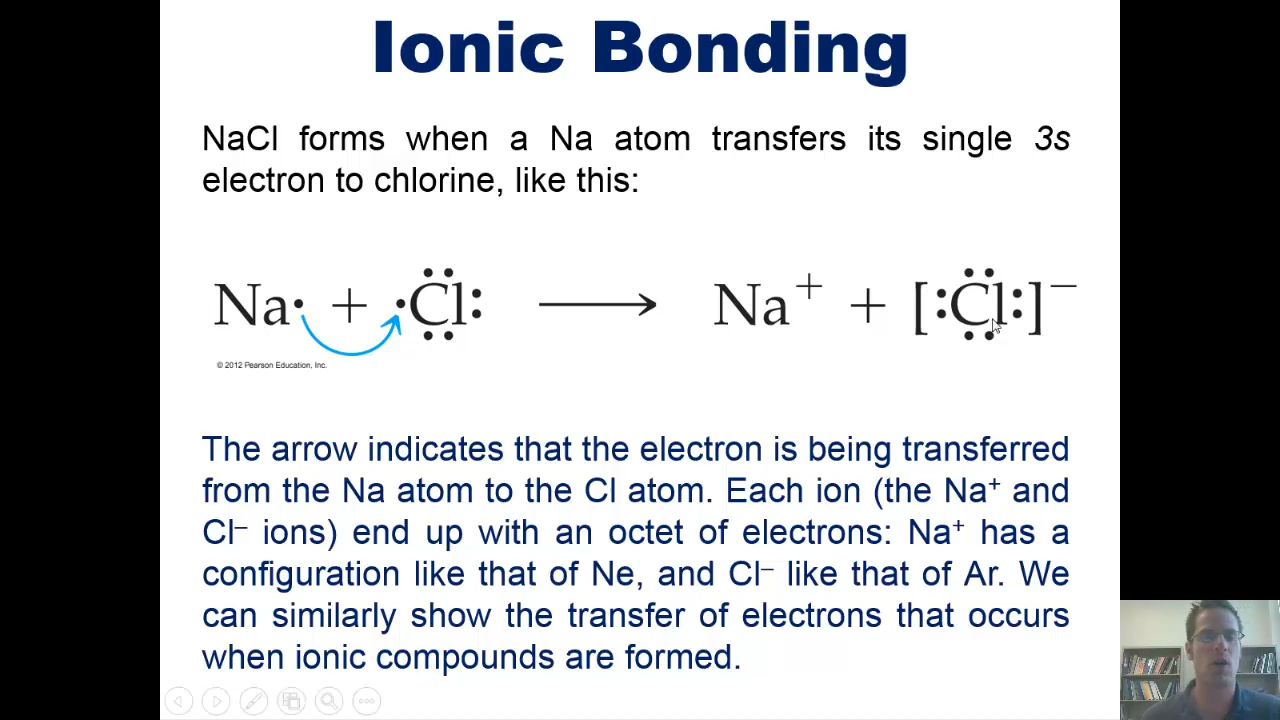 Ionic Bonding
NaCl forms when a Na atom transfers its single 3s
electron to chlorine, like this:
Na· + ·Cl: ⟶ Na⁺ + [:Cl:]⁻
© 2012 Pearson Education, Inc.
The arrow indicates that the electron is being transferred
from the Na atom to the Cl atom. Each ion (the Na⁺ and
Cl⁻ ions) end up with an octet of electrons: Na⁺ has a
configuration like that of Ne, and Cl⁻ like that of Ar. We
can similarly show the transfer of electrons that occurs
when ionic compounds are formed.